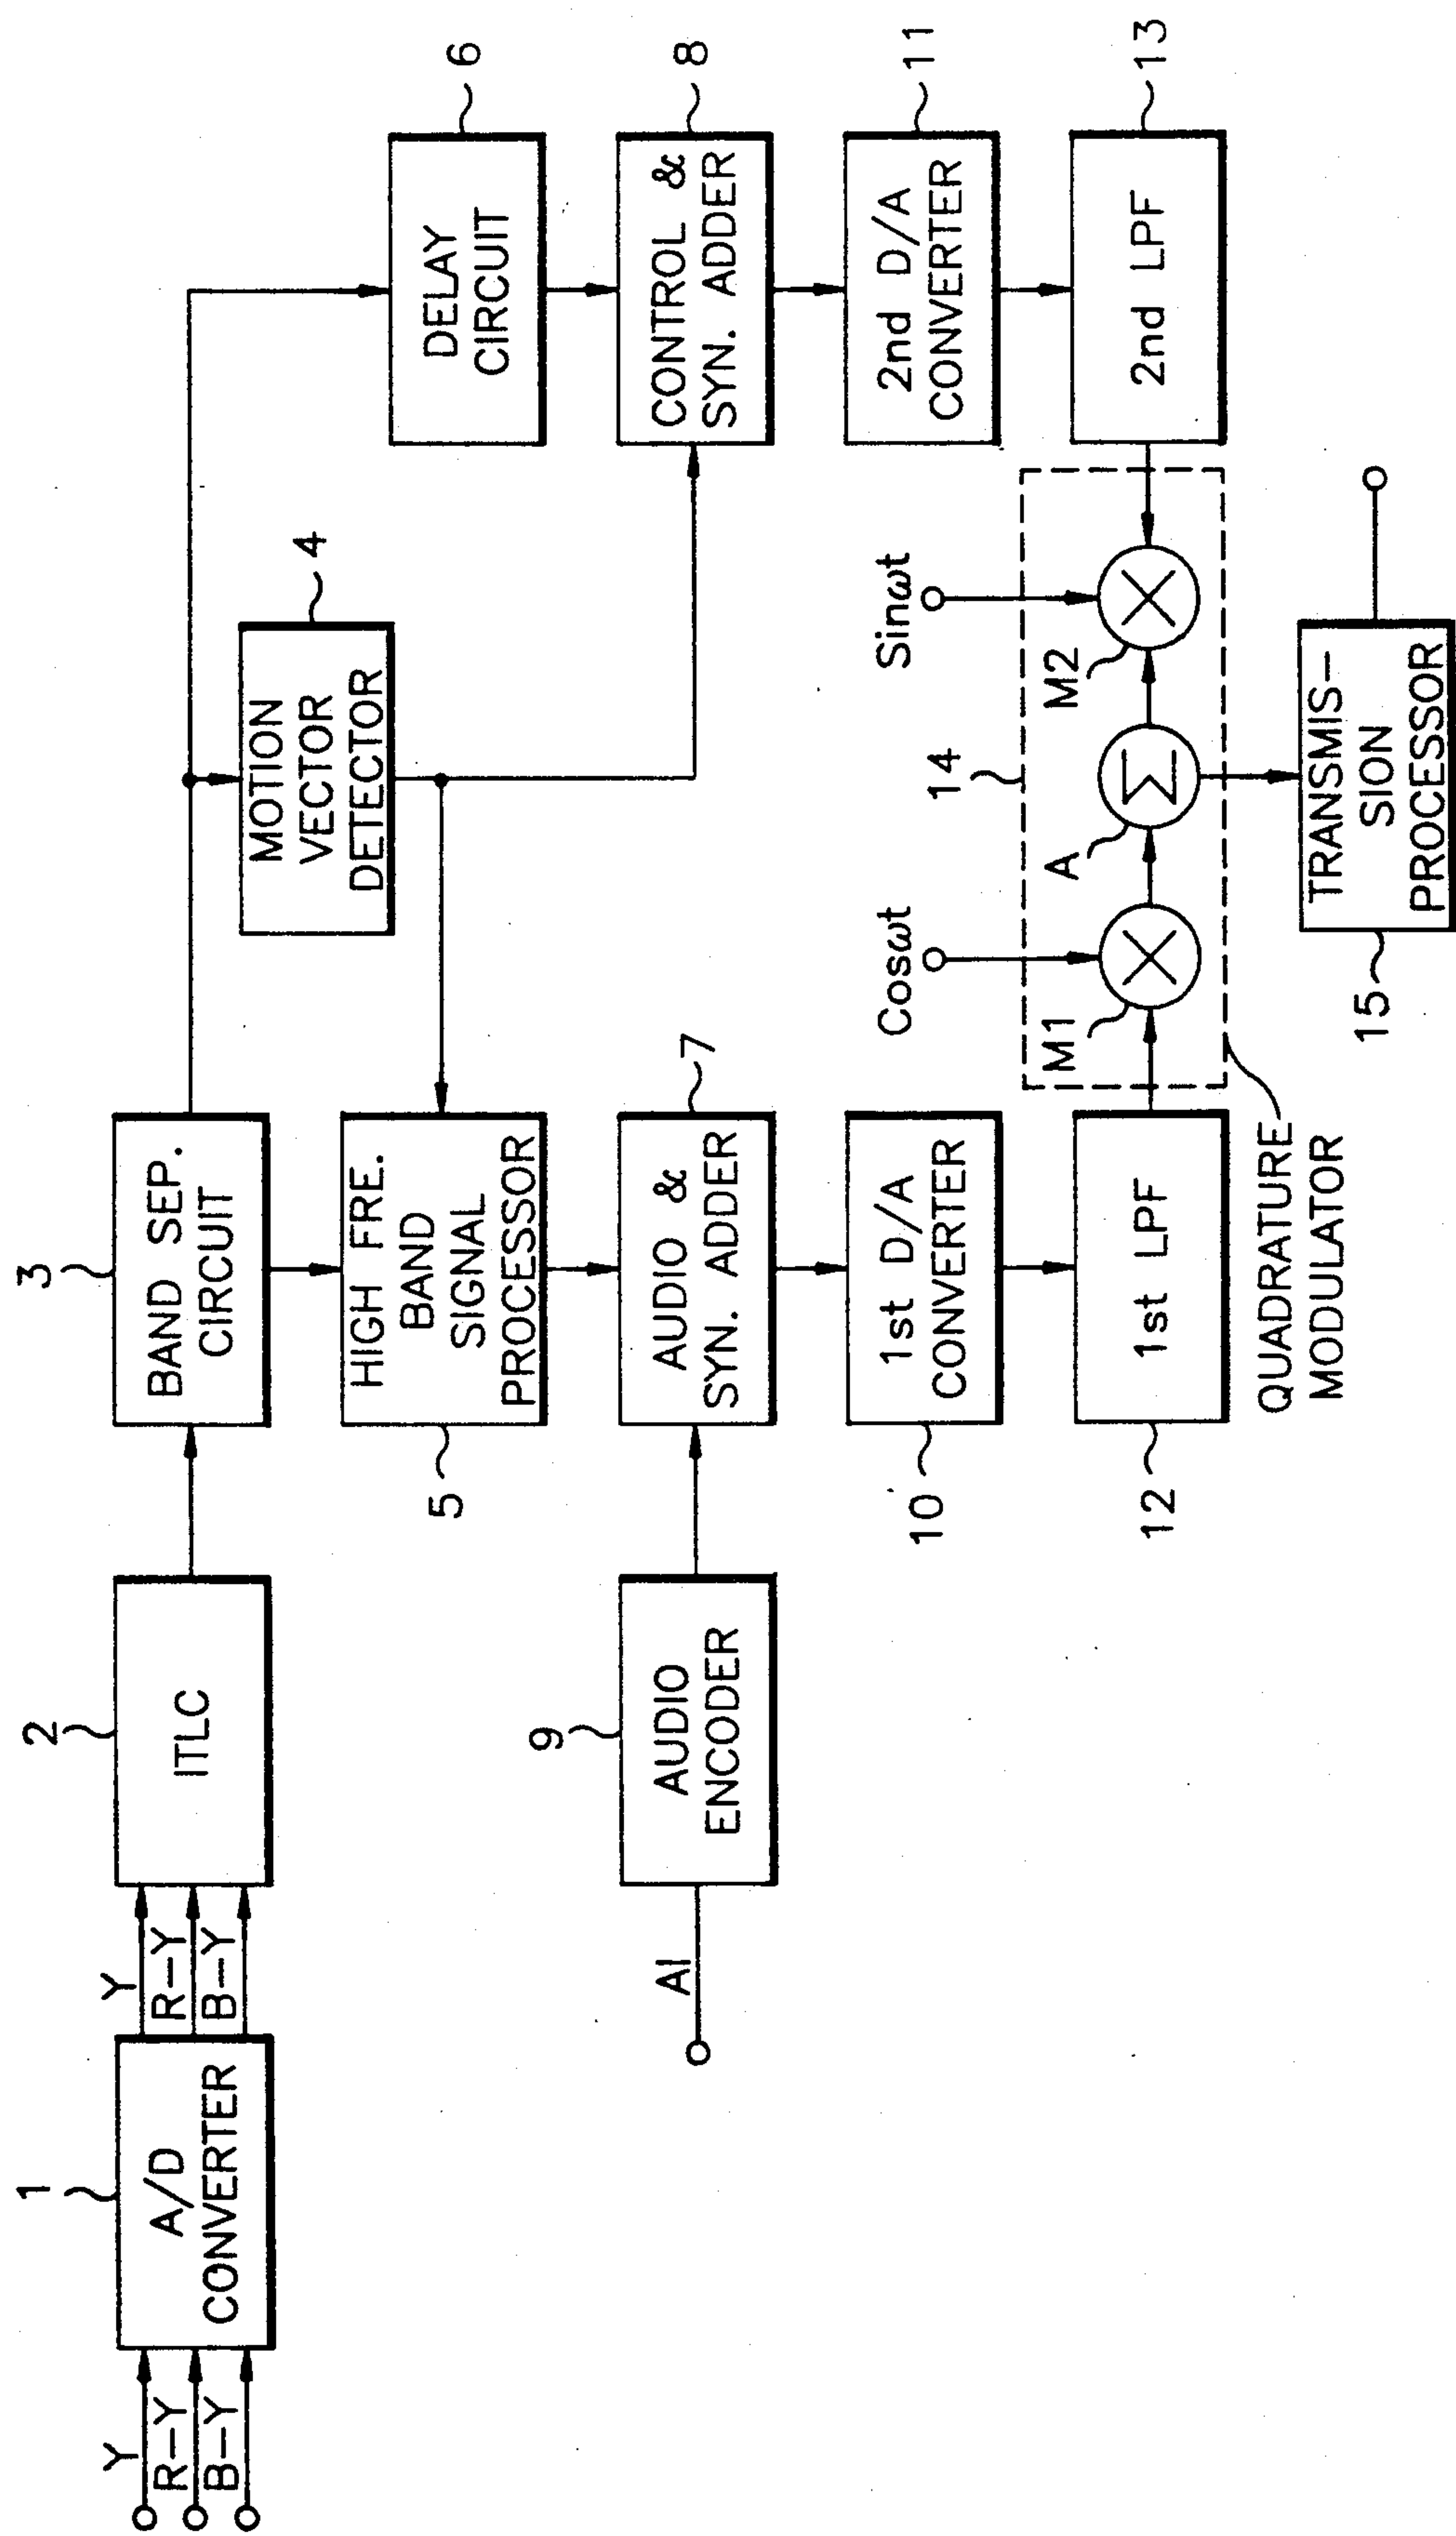 1
2
3
Y
R-Y
B-Y
A/D
CONVERTER
Y
R-Y
B-Y
ITLC
BAND SEP.
CIRCUIT
4
MOTION
VECTOR
DETECTOR
5
HIGH FRE.
BAND
SIGNAL
PROCESSOR
6
DELAY
CIRCUIT
9
AI
AUDIO
ENCODER
7
AUDIO &
SYN. ADDER
8
CONTROL &
SYN. ADDER
10
1st D/A
CONVERTER
11
2nd D/A
CONVERTER
Cosωt
Sinωt
14
12
1st LPF
M1
A
M2
Σ
13
2nd LPF
QUADRATURE
MODULATOR
15
TRANSMIS-
SION
PROCESSOR